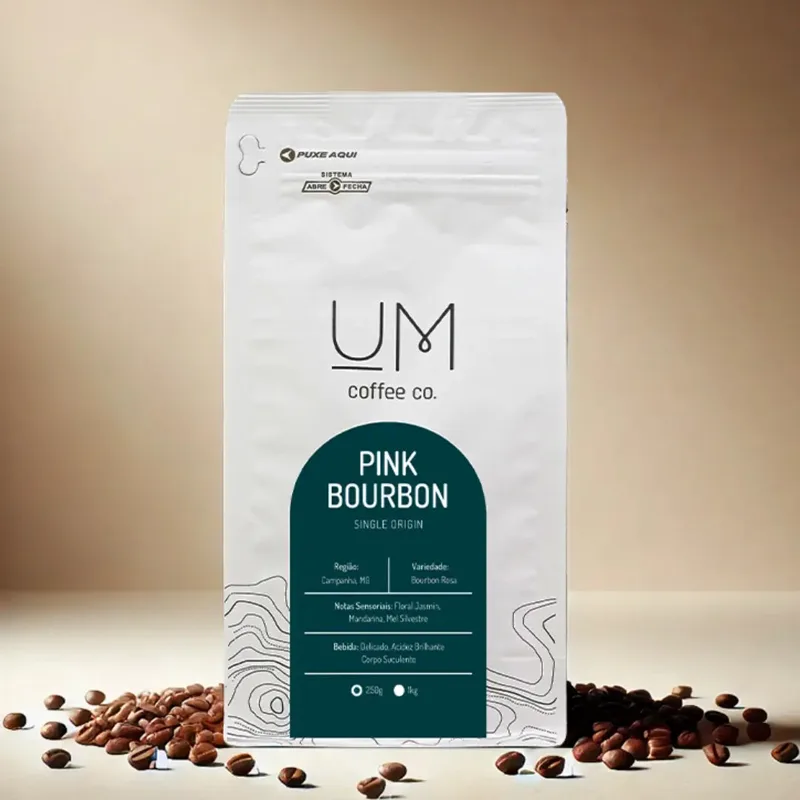 PUXE AQUI
SISTEMA
ABRE FECHA
UM
coffee co.
PINK
BOURBON
SINGLE ORIGIN
Região:
Campanha, MG
Variedade:
Bourbon Rosa
Notas Sensoriais: Floral Jasmin,
Mandarina, Mel Silvestre
Bebida: Delicado, Acidez Brilhante
Corpo Suculento
250g 1kg